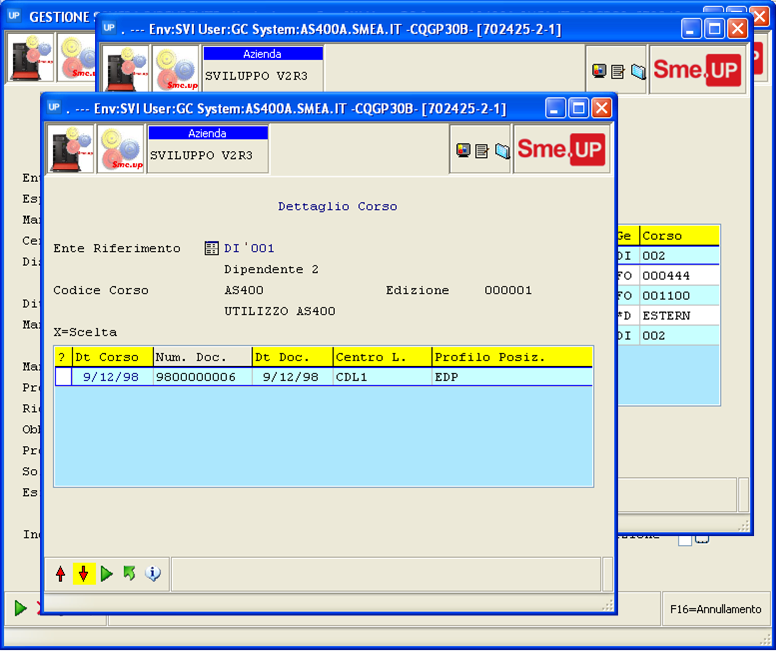 UP GESTIONE S
UP . --- Env:SVI User:GC System:AS400A.SMEA.IT -CQGP30B- [702425-2-1]
Sme.up
Azienda
SVILUPPO V2R3
Sme.UP
UP . --- Env:SVI User:GC System:AS400A.SMEA.IT -CQGP30B- [702425-2-1]
Sme.up
Azienda
SVILUPPO V2R3
Sme.UP
Dettaglio Corso
Ente Riferimento DI'001
Dipendente 2
Codice Corso AS400 Edizione 000001
UTILIZZO AS400
X=Scelta
? Dt Corso Num. Doc. Dt Doc. Centro L. Profilo Posiz.
9/12/98 9800000006 9/12/98 CDL1 EDP
Ge Corso
DI 002
FO 000444
FO 001100
*D ESTERN
DI 002
En
Es
Ma
Ce
Di
Di
Ma
Ma
Pr
Ri
Obl
Pr
So
Es
In
F16=Annullamento